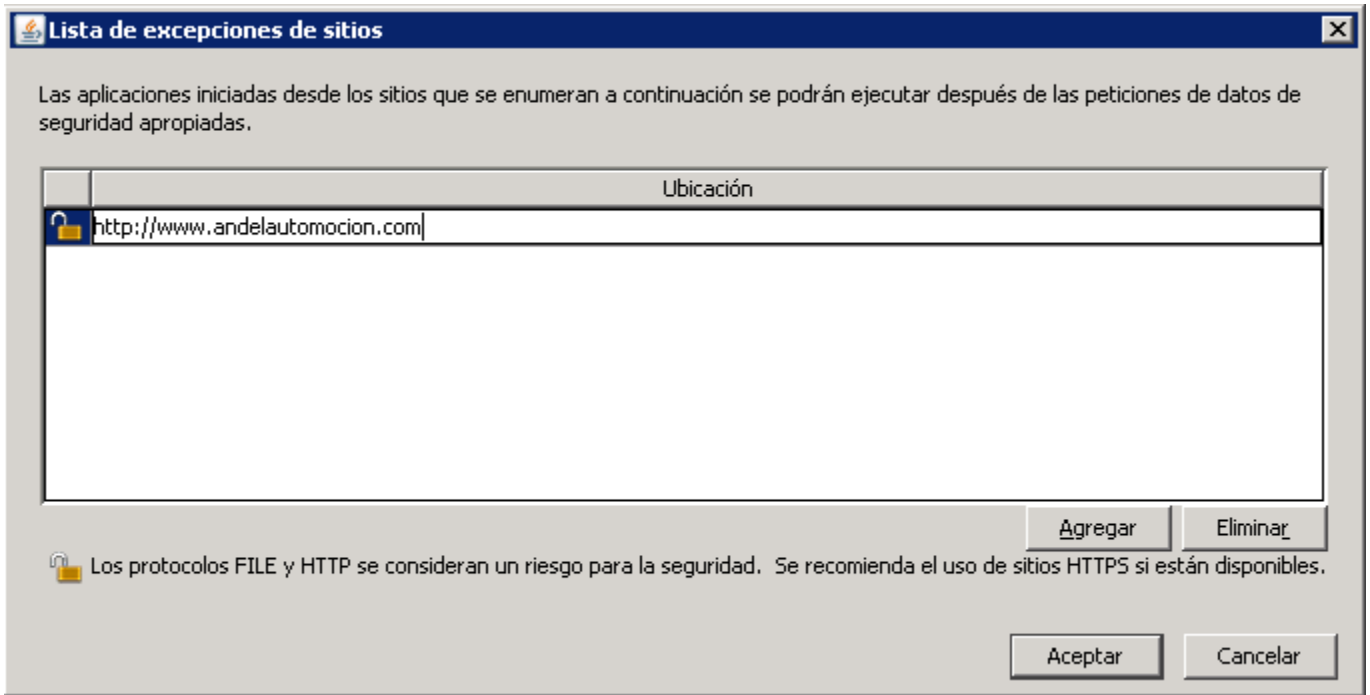 Lista de excepciones de sitios
Las aplicaciones iniciadas desde los sitios que se enumeran a continuación se podrán ejecutar después de las peticiones de datos de
seguridad apropiadas.
Ubicación
http://www.andelautomocion.com
Agregar
Eliminar
Los protocolos FILE y HTTP se consideran un riesgo para la seguridad. Se recomienda el uso de sitios HTTPS si están disponibles.
Aceptar
Cancelar